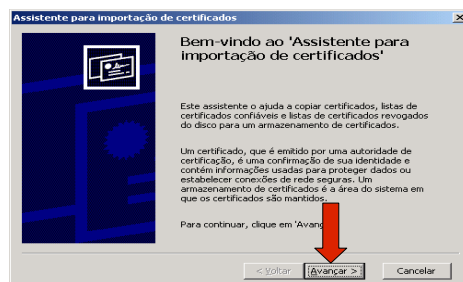 Assistente para importação de certificados
Bem-vindo ao 'Assistente para
importação de certificados'
Este assistente o ajuda a copiar certificados, listas de
certificados confiáveis e listas de certificados revogados
do disco para um armazenamento de certificados.
Um certificado, que é emitido por uma autoridade de
certificação, é uma confirmação de sua identidade e
contém informações usadas para proteger dados ou
estabelecer conexões de rede seguras. Um
armazenamento de certificados é a área do sistema em
que os certificados são mantidos.
Para continuar, clique em
< Voltar Avançar > Cancelar